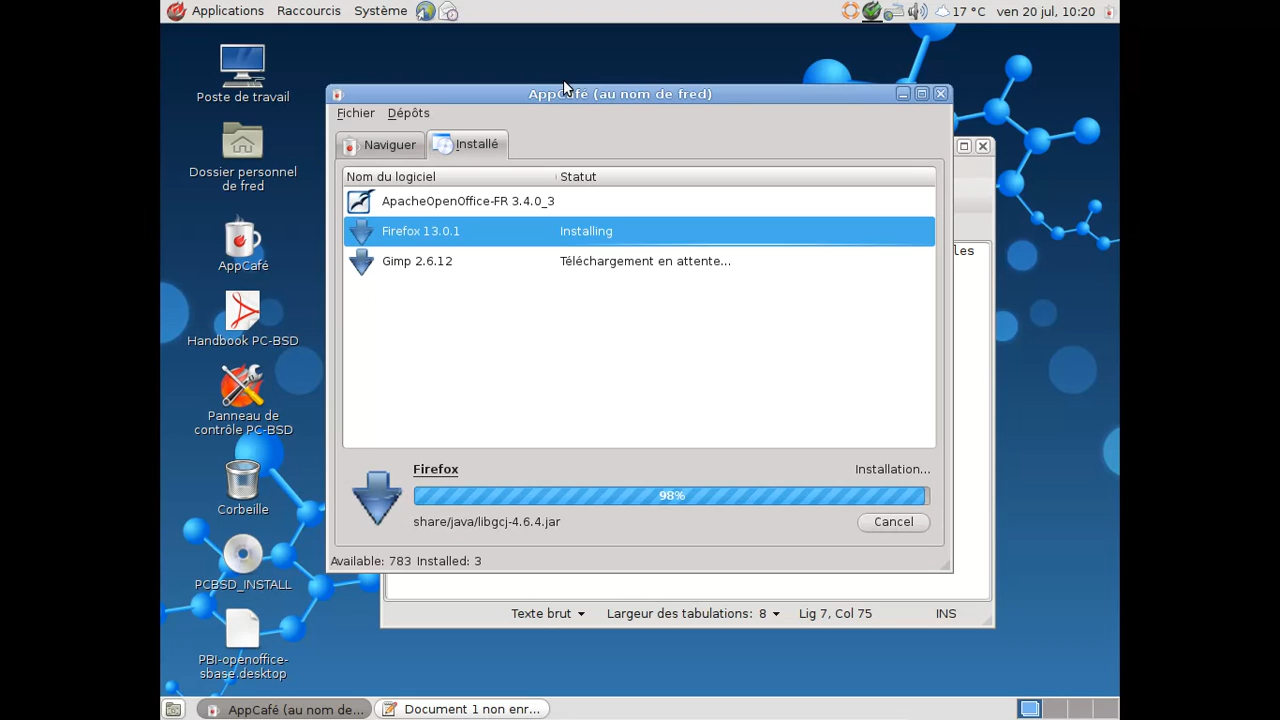 Applications Raccourcis Système 17 °C ven 20 jul, 10:20
Poste de travail
Dossier personnel
de fred
AppCafé
Handbook PC-BSD
Panneau de
contrôle PC-BSD
Corbeille
PCBSD_INSTALL
PBI-openoffice-
sbase.desktop
AppCafé (au nom de fred)
Fichier Dépôts
Naviguer Installé
Nom du logiciel Statut
ApacheOpenOffice-FR 3.4.0_3
Firefox 13.0.1 Installing
Gimp 2.6.12 Téléchargement en attente...
Firefox Installation...
98%
share/java/libgcj-4.6.4.jar Cancel
Available: 783 Installed: 3
les
Texte brut Largeur des tabulations: 8 Lig 7, Col 75 INS
AppCafé (au nom de... Document 1 non enr...